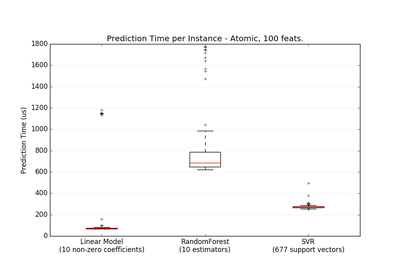 Prediction Time per Instance - Atomic, 100 feats.
1800
1600
1400
1200
1000
800
600
400
200
0
Prediction Time (us)
Linear Model
(10 non-zero coefficients)
RandomForest
(10 estimators)
SVR
(677 support vectors)